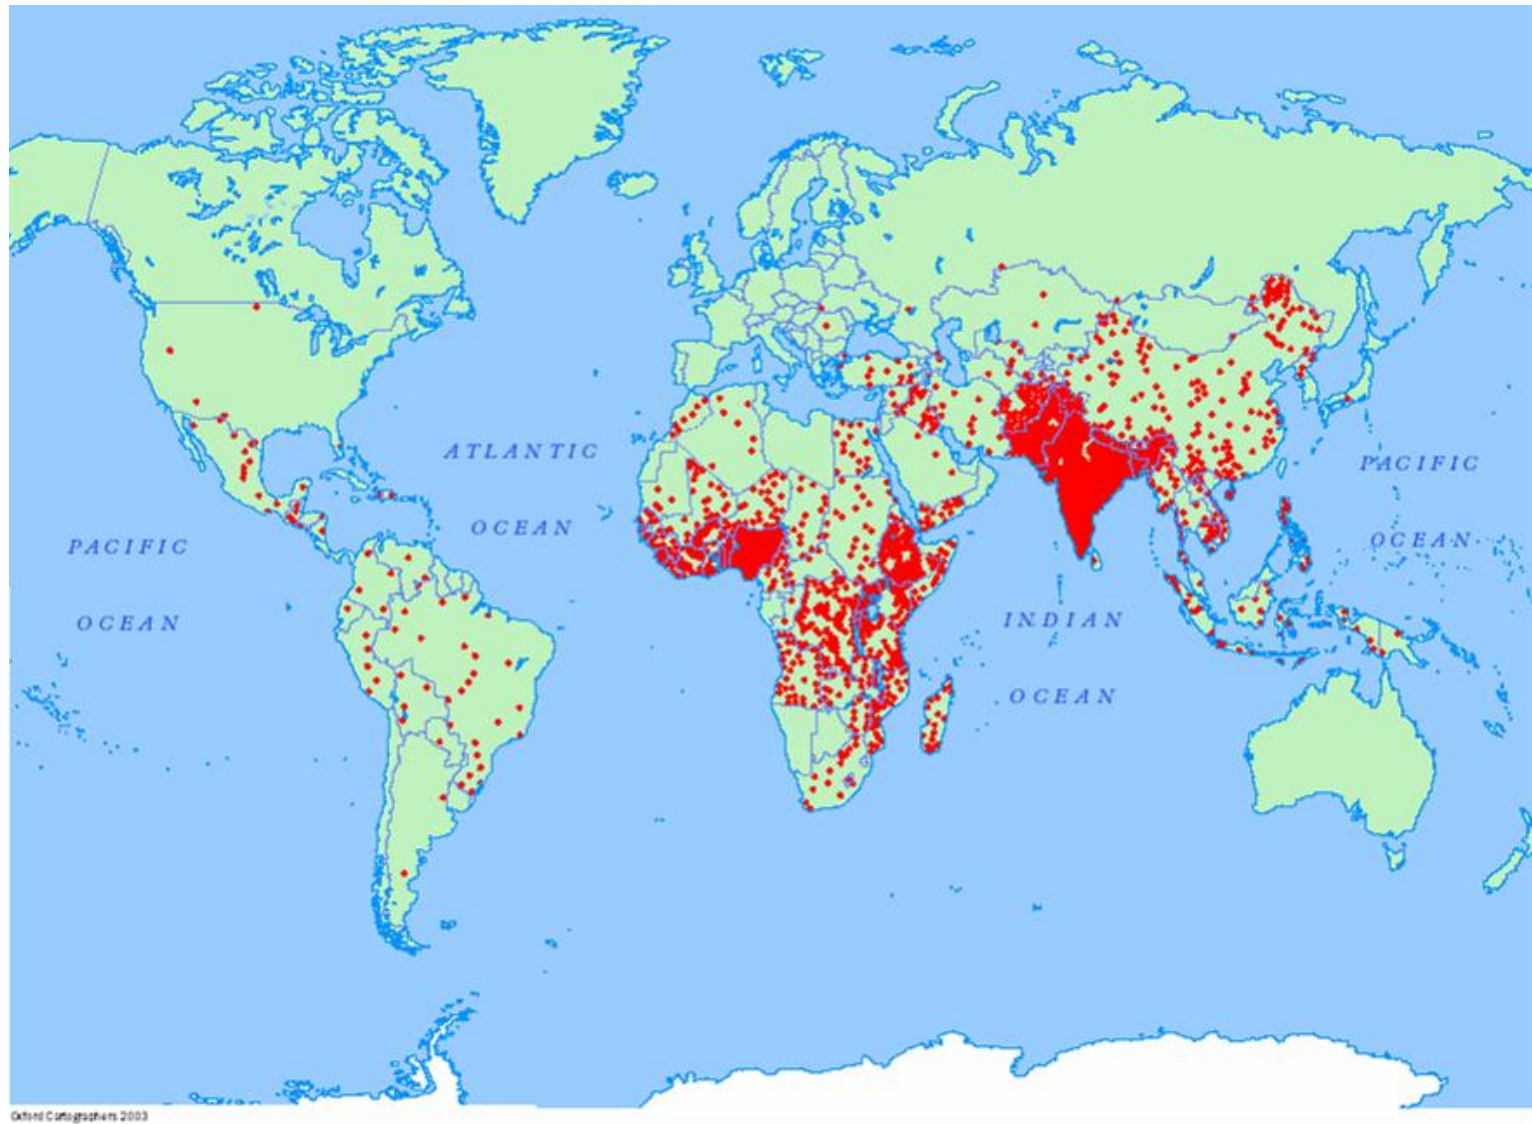 ATLANTIC
OCEAN
PACIFIC
OCEAN
PACIFIC
OCEAN
INDIAN
OCEAN
Oxford Cartographers 2003